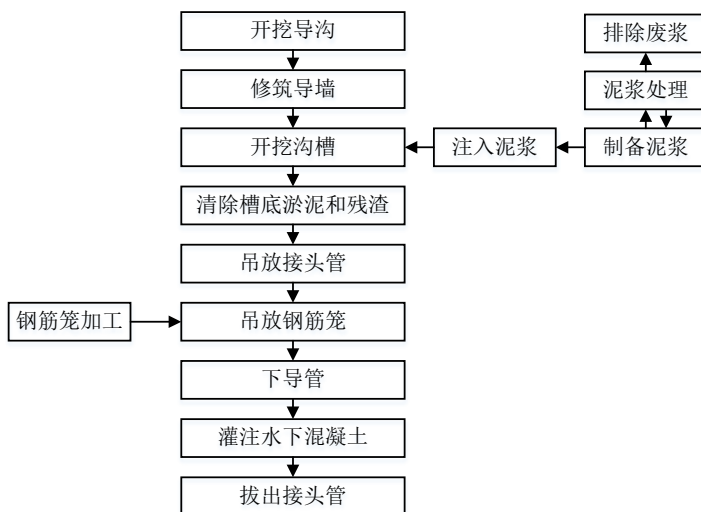 开挖导沟
排除废浆
修筑导墙
泥浆处理
开挖沟槽
注入泥浆
制备泥浆
清除槽底淤泥和残渣
吊放接头管
钢筋笼加工
吊放钢筋笼
下导管
灌注水下混凝土
拔出接头管